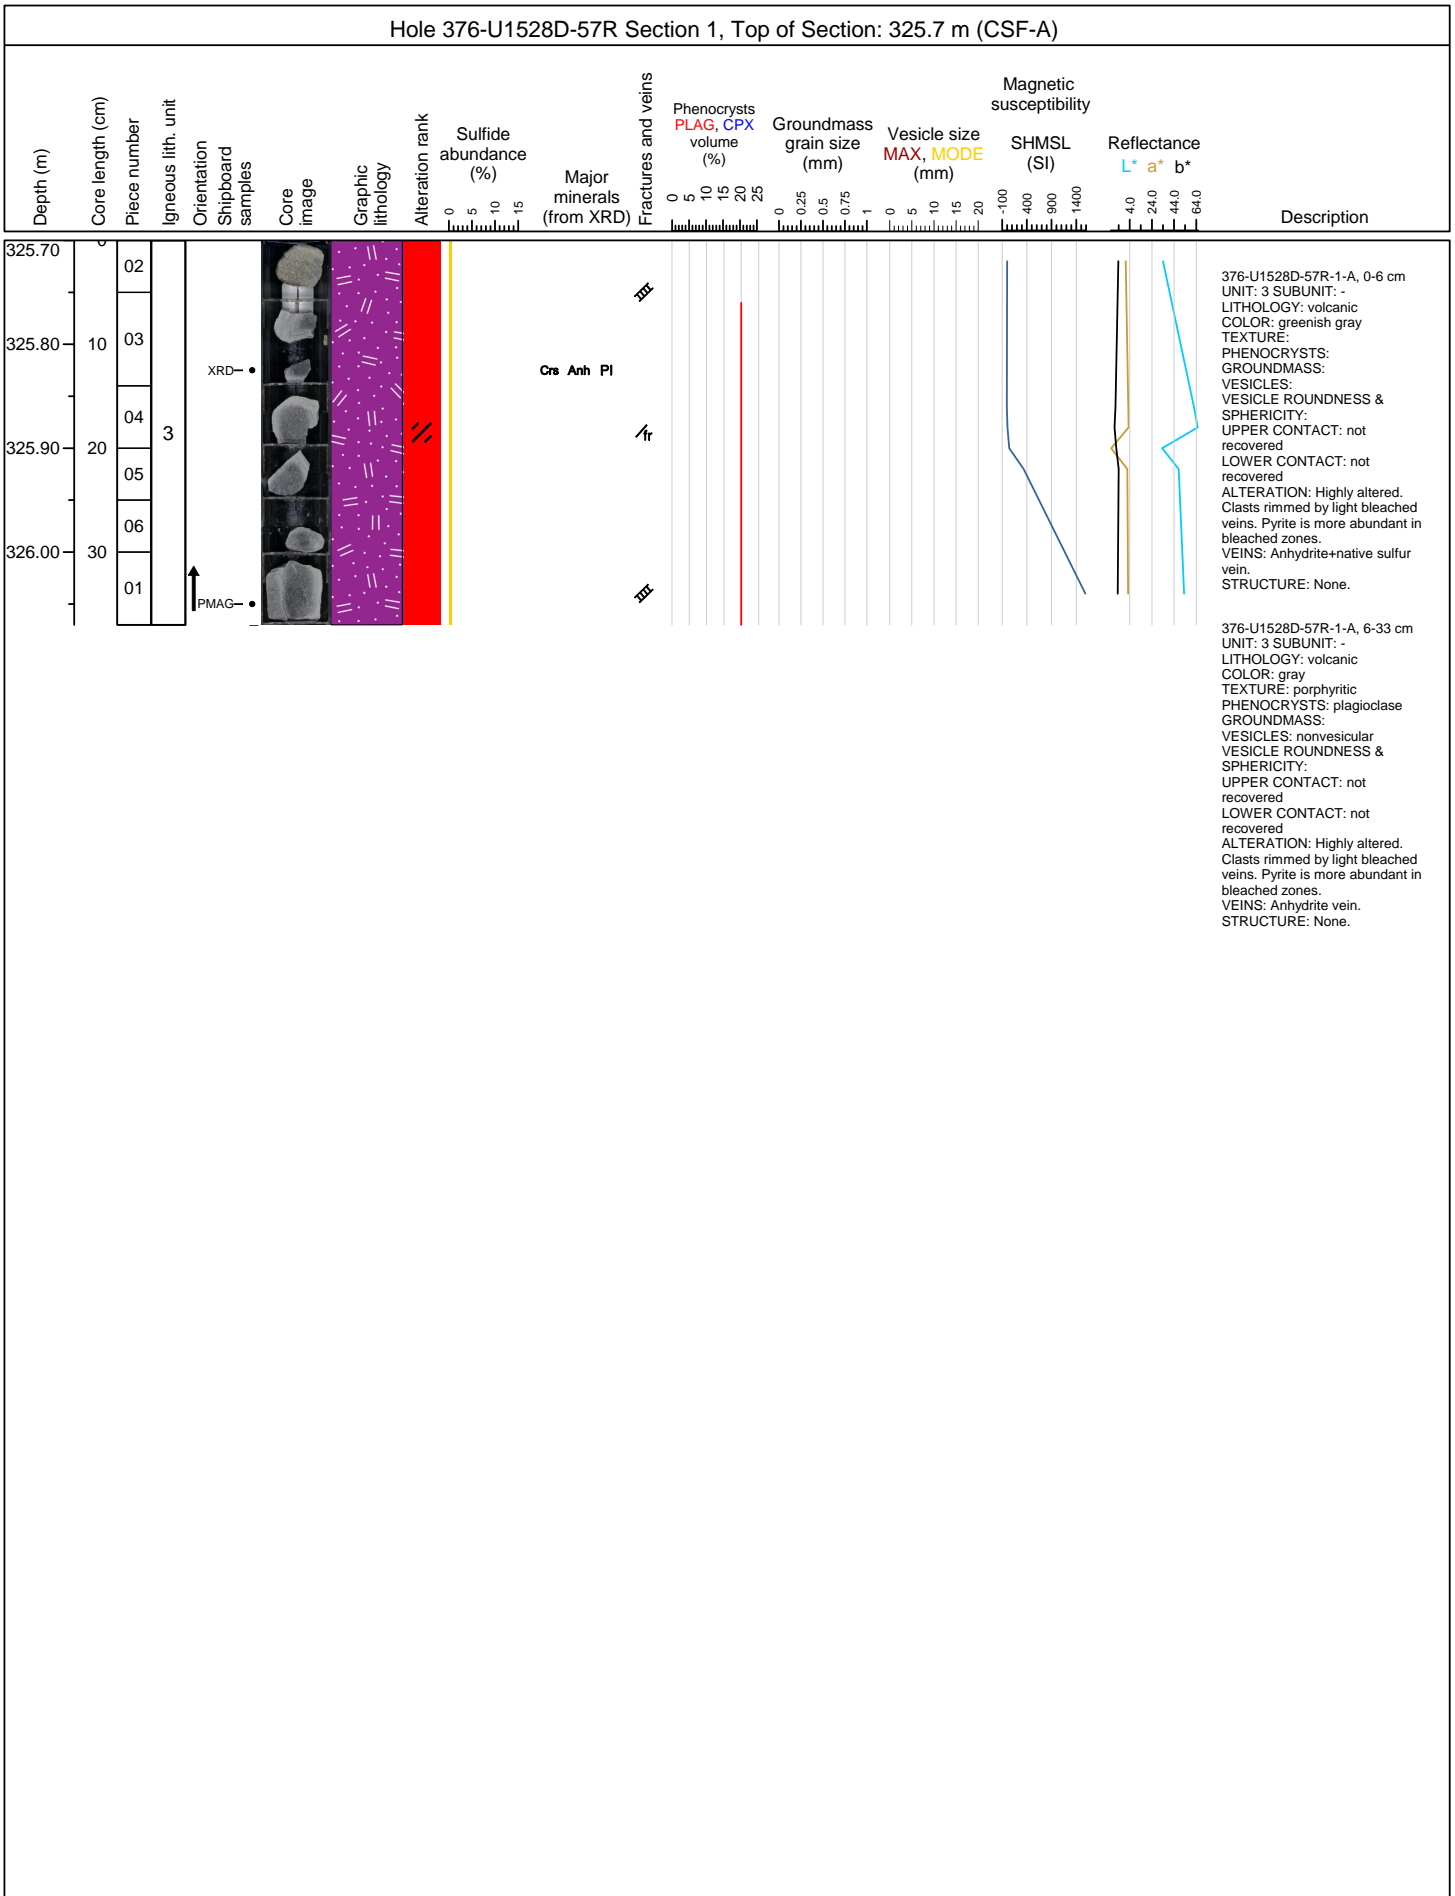 Hole 376-U1528D-57R Section 1, Top of Section: 325.7 m (CSF-A)
Depth (m)
Core length (cm)
Piece number
Igneous lith. unit
Orientation
Shipboard
samples
Core
image
Graphic
lithology
Alteration rank
Sulfide
abundance
(%)
0 5 10 15
Major
minerals
(from XRD)
Fractures and veins
Phenocrysts
PLAG, CPX
volume
(%)
0 5 10 15 20 25
Groundmass
grain size
(mm)
0 0.25 0.5 0.75 1
Vesicle size
MAX, MODE
(mm)
0 5 10 15 20
Magnetic
susceptibility
SHMSL
(SI)
-100 400 900 1400
Reflectance
L* a* b*
4.0 24.0 44.0 64.0
Description
325.70
325.80
325.90
326.00
0
10
20
30
02
03
04
05
06
01
3
XRD
PMAG
Crs Anh Pl
fr
376-U1528D-57R-1-A, 0-6 cm
UNIT: 3 SUBUNIT: -
LITHOLOGY: volcanic
COLOR: greenish gray
TEXTURE:
PHENOCRYSTS:
GROUNDMASS:
VESICLES:
VESICLE ROUNDNESS &
SPHERICITY:
UPPER CONTACT: not
recovered
LOWER CONTACT: not
recovered
ALTERATION: Highly altered.
Clasts rimmed by light bleached
veins. Pyrite is more abundant in
bleached zones.
VEINS: Anhydrite+native sulfur
vein.
STRUCTURE: None.
376-U1528D-57R-1-A, 6-33 cm
UNIT: 3 SUBUNIT: -
LITHOLOGY: volcanic
COLOR: gray
TEXTURE: porphyritic
PHENOCRYSTS: plagioclase
GROUNDMASS:
VESICLES: nonvesicular
VESICLE ROUNDNESS &
SPHERICITY:
UPPER CONTACT: not
recovered
LOWER CONTACT: not
recovered
ALTERATION: Highly altered.
Clasts rimmed by light bleached
veins. Pyrite is more abundant in
bleached zones.
VEINS: Anhydrite vein.
STRUCTURE: None.